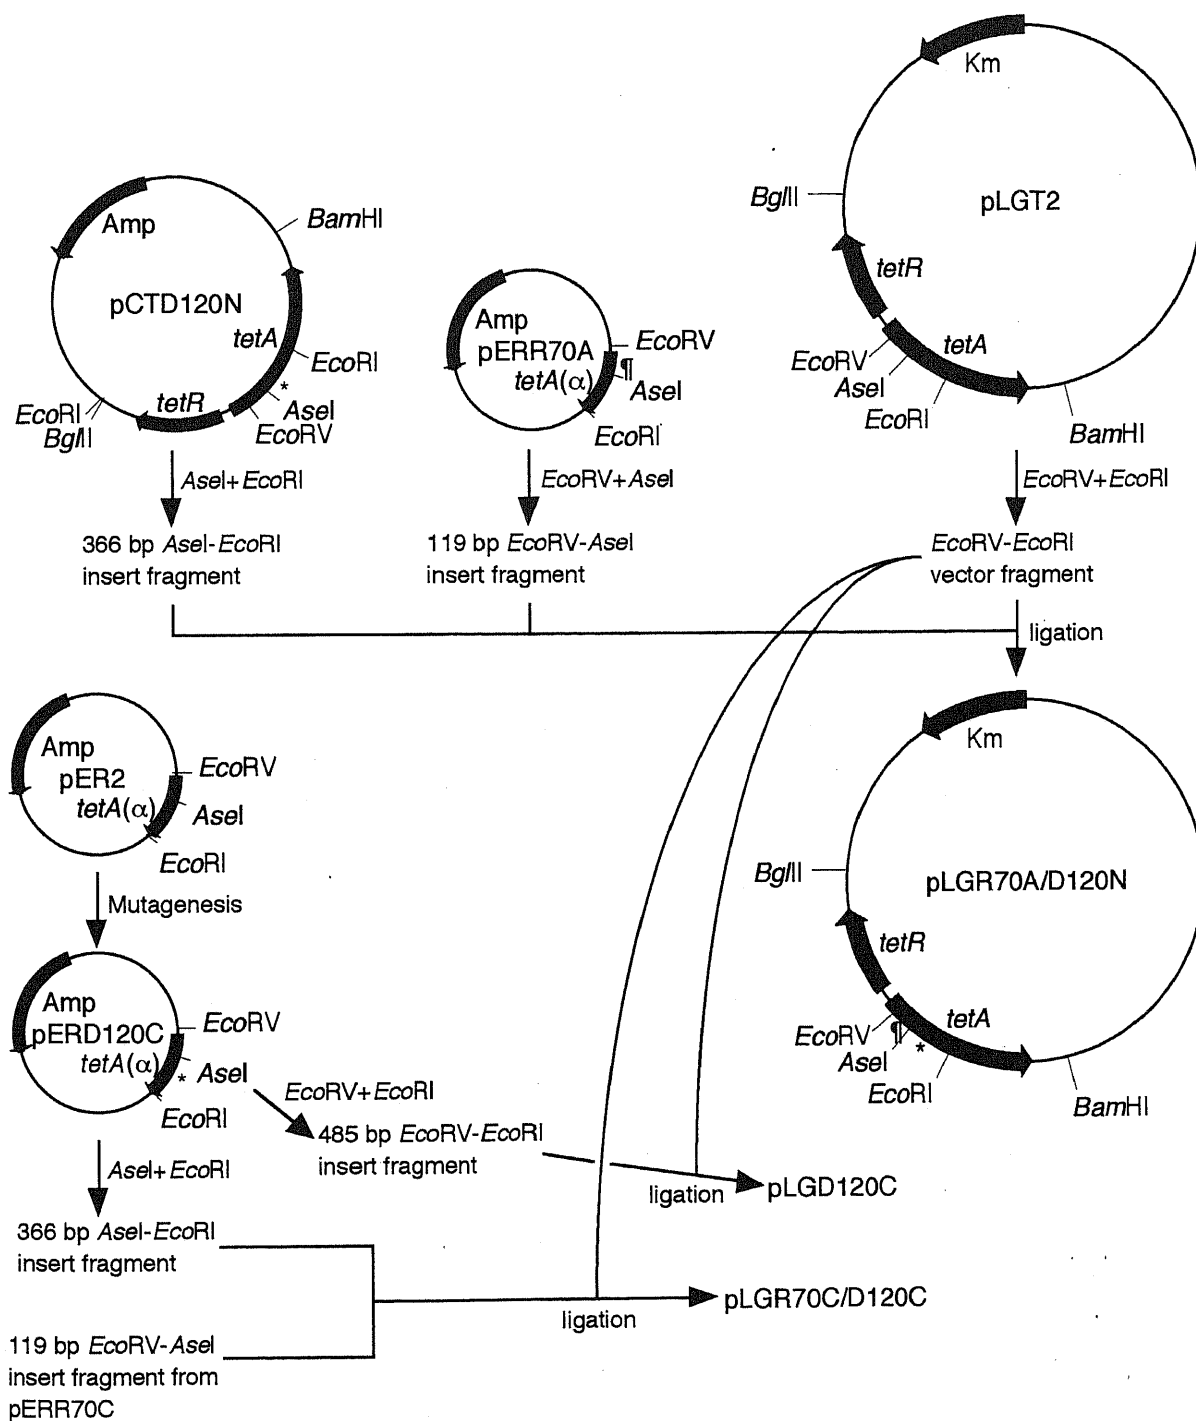 Km
BglII
pLGT2
tetR
EcoRV
AseI
tetA
EcoRI
BamHI
Amp
BamHI
pCTD120N
tetA
EcoRI
*
AseI
EcoRV
tetR
EcoRI
BglII
Amp
pERR70A
tetA(α)
EcoRV
¶
AseI
EcoRI
AseI+EcoRI
EcoRV+AseI
EcoRV+EcoRI
366 bp AseI-EcoRI
insert fragment
119 bp EcoRV-AseI
insert fragment
EcoRV-EcoRI
vector fragment
ligation
Amp
pER2
tetA(α)
EcoRV
AseI
EcoRI
Mutagenesis
Amp
pERD120C
tetA(α)
EcoRV
* AseI
EcoRI
Km
BglII
pLGR70A/D120N
tetR
EcoRV
¶
AseI
*
tetA
EcoRI
BamHI
EcoRV+EcoRI
485 bp EcoRV-EcoRI
insert fragment
ligation
pLGD120C
AseI+EcoRI
366 bp AseI-EcoRI
insert fragment
ligation
pLGR70C/D120C
119 bp EcoRV-AseI
insert fragment from
pERR70C